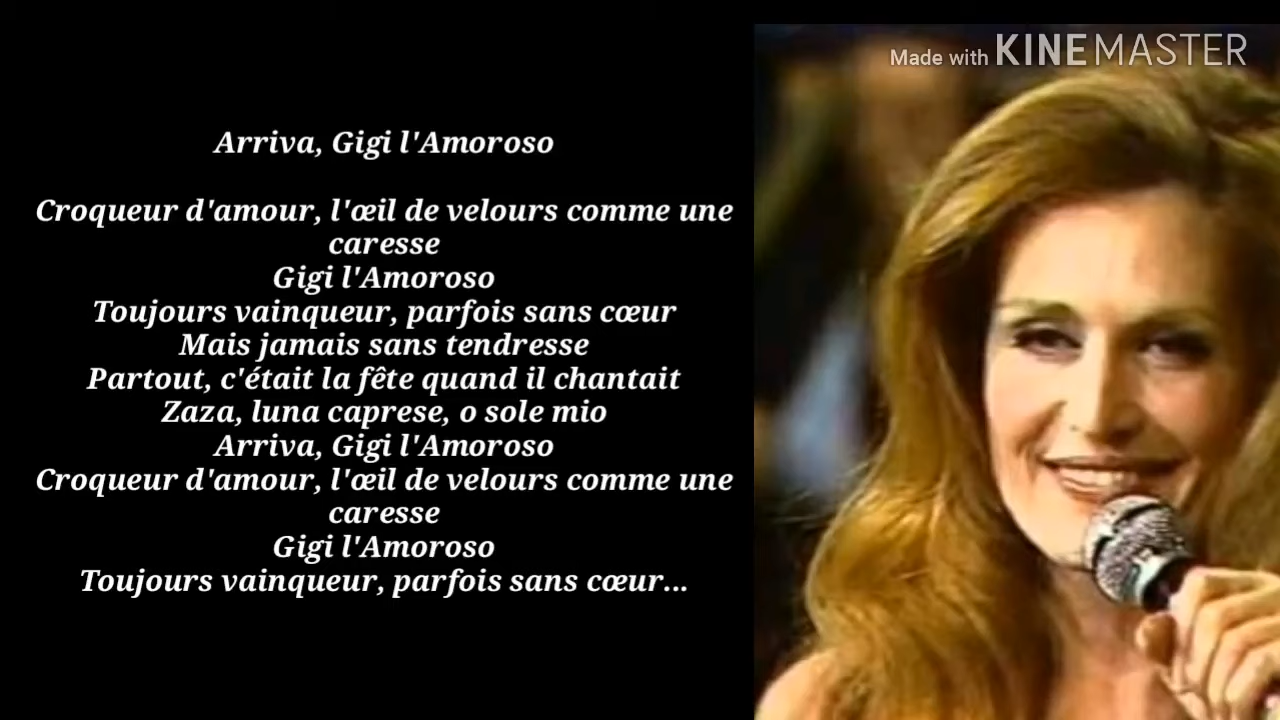 Made with KINEMASTER
Arriva, Gigi l'Amoroso
Croqueur d'amour, l'œil de velours comme une
caresse
Gigi l'Amoroso
Toujours vainqueur, parfois sans cœur
Mais jamais sans tendresse
Partout, c'était la fête quand il chantait
Zaza, luna caprese, o sole mio
Arriva, Gigi l'Amoroso
Croqueur d'amour, l'œil de velours comme une
caresse
Gigi l'Amoroso
Toujours vainqueur, parfois sans cœur...